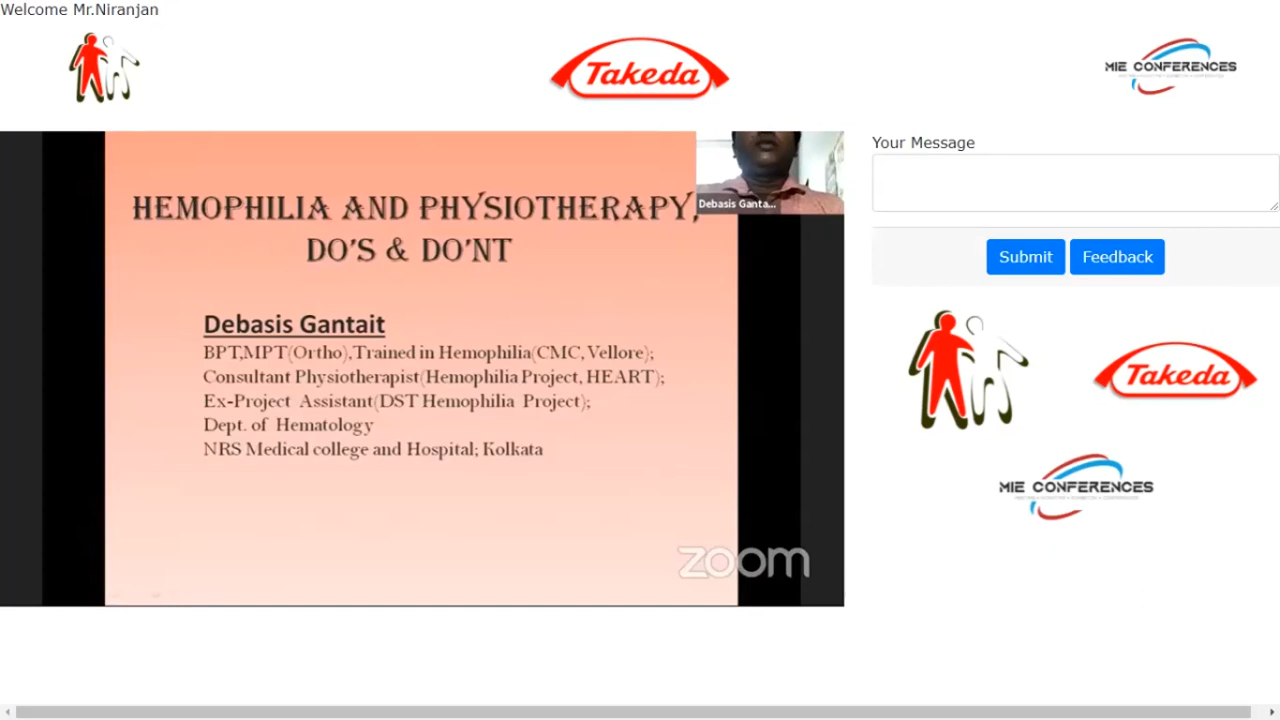 Welcome Mr.Niranjan
Takeda
MIE CONFERENCES
HEMOPHILIA AND PHYSIOTHERAPY,
DO'S & DO'NT
Debasis Ganta...
Your Message
Submit
Feedback
Debasis Gantait
BPT,MPT(Ortho),Trained in Hemophilia(CMC,Vellore);
Consultant Physiotherapist(Hemophilia Project, HEART);
Ex-Project Assistant(DST Hemophilia Project);
Dept. of Hematology
NRS Medical college and Hospital; Kolkata
zoom
Takeda
MIE CONFERENCES